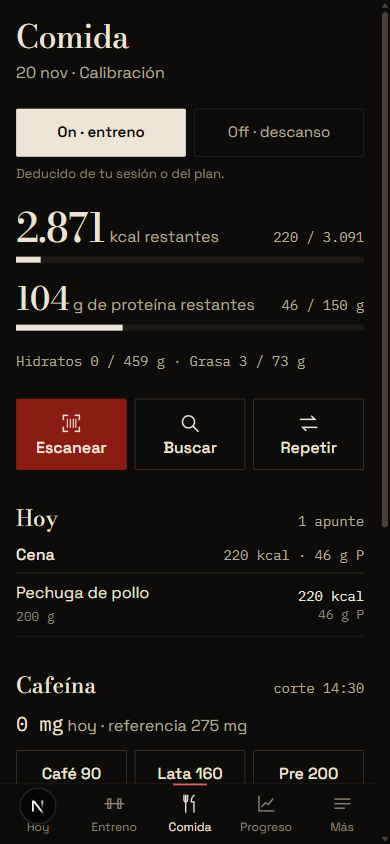 Comida
20 nov · Calibración
On · entreno
Off · descanso
Deducido de tu sesión o del plan.
2.871 kcal restantes 220 / 3.091
104 g de proteína restantes 46 / 150 g
Hidratos 0 / 459 g · Grasa 3 / 73 g
Escanear
Buscar
Repetir
Hoy 1 apunte
Cena 220 kcal · 46 g P
Pechuga de pollo 220 kcal
200 g 46 g P
Cafeína corte 14:30
0 mg hoy · referencia 275 mg
Café 90
Lata 160
Pre 200
N
Hoy
Entreno
Comida
Progreso
Más